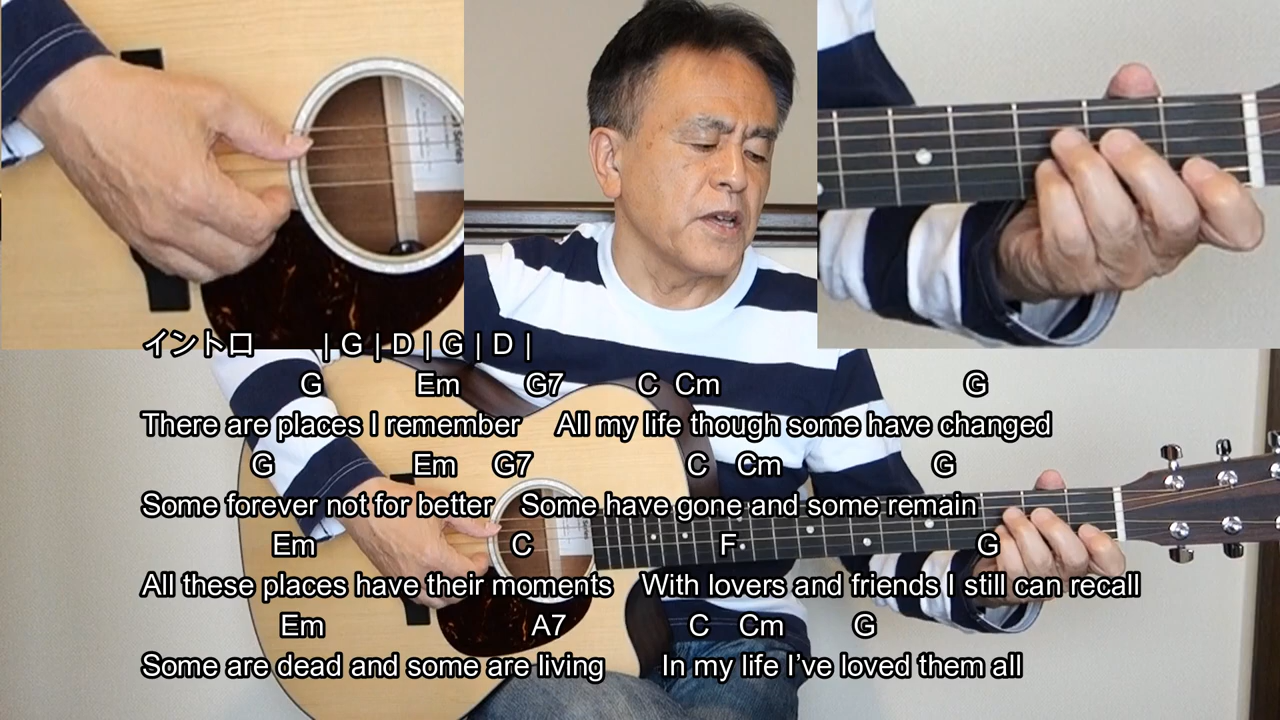 イントロ | G | D | G | D |
G Em G7 C Cm G
There are places I remember All my life though some have changed
G Em G7 C Cm G
Some forever not for better Some have gone and some remain
Em C F G
All these places have their moments With lovers and friends I still can recall
Em A7 C Cm G
Some are dead and some are living In my life I've loved them all